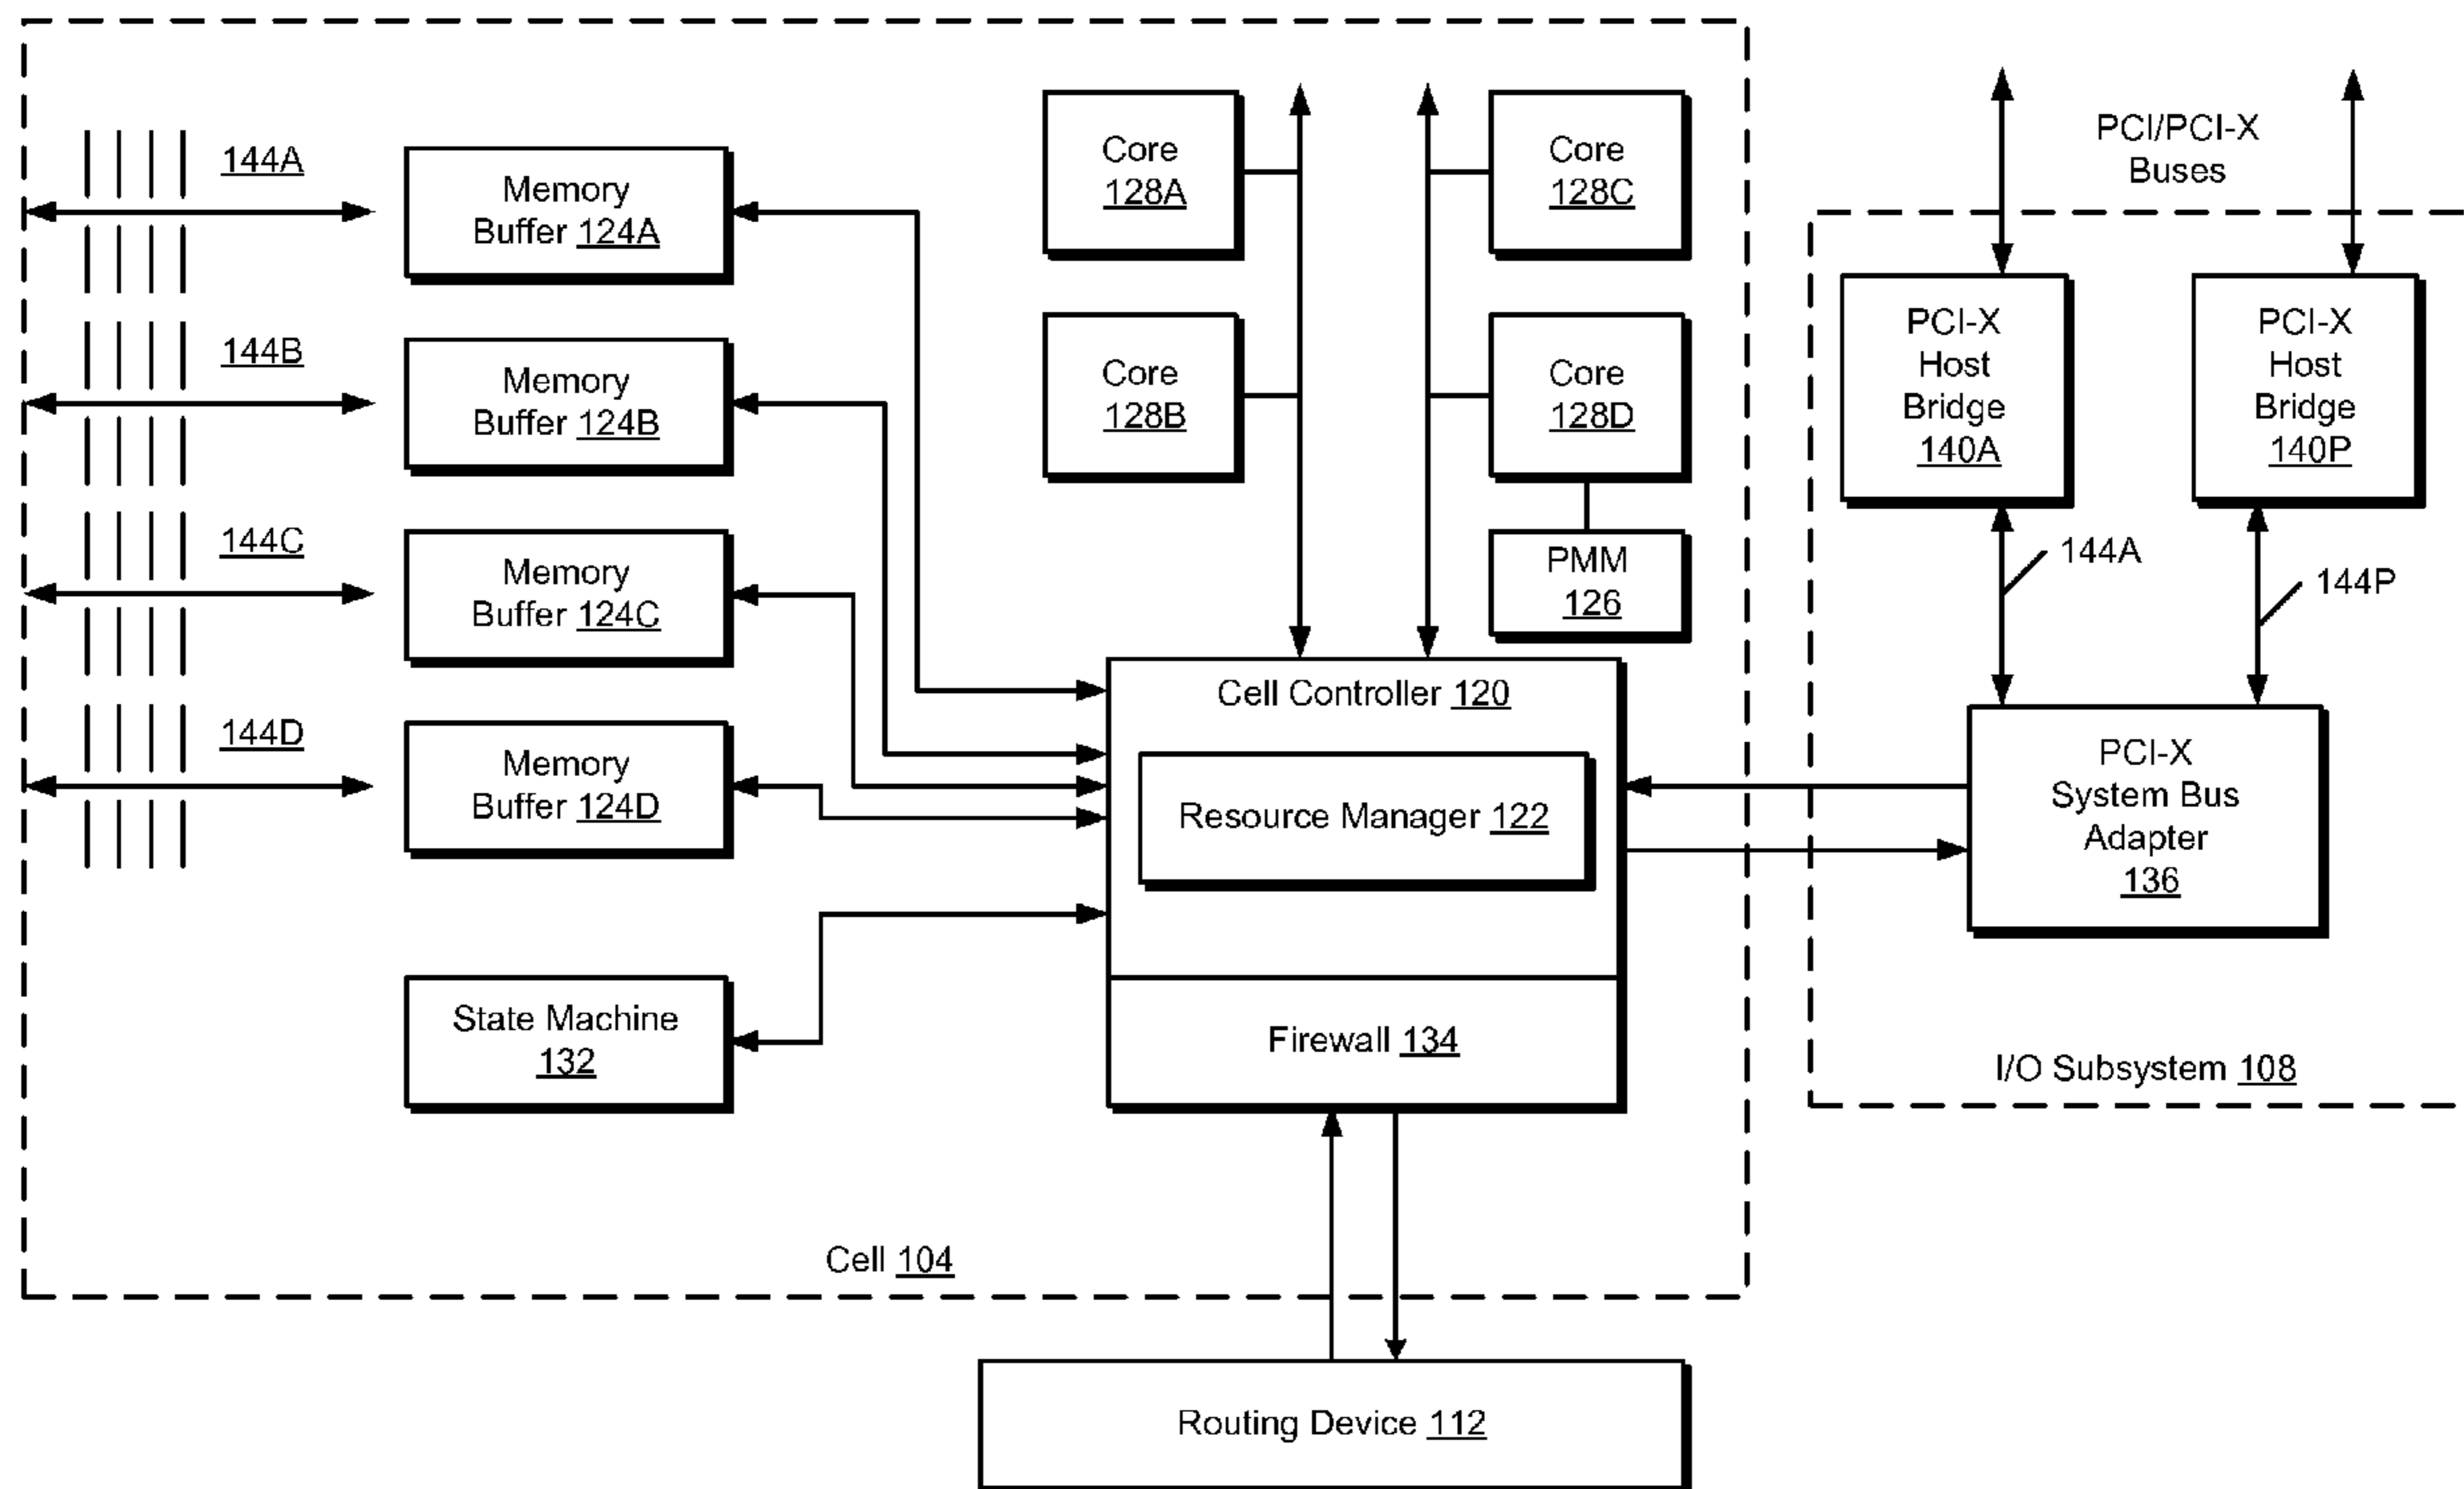 144A
Memory
Buffer 124A
144B
Memory
Buffer 124B
144C
Memory
Buffer 124C
144D
Memory
Buffer 124D
State Machine
132
Core
128A
Core
128B
Core
128C
Core
128D
PMM
126
Cell Controller 120
Resource Manager 122
Firewall 134
Cell 104
Routing Device 112
PCI/PCI-X
Buses
PCI-X
Host
Bridge
140A
PCI-X
Host
Bridge
140P
144A
144P
PCI-X
System Bus
Adapter
136
I/O Subsystem 108